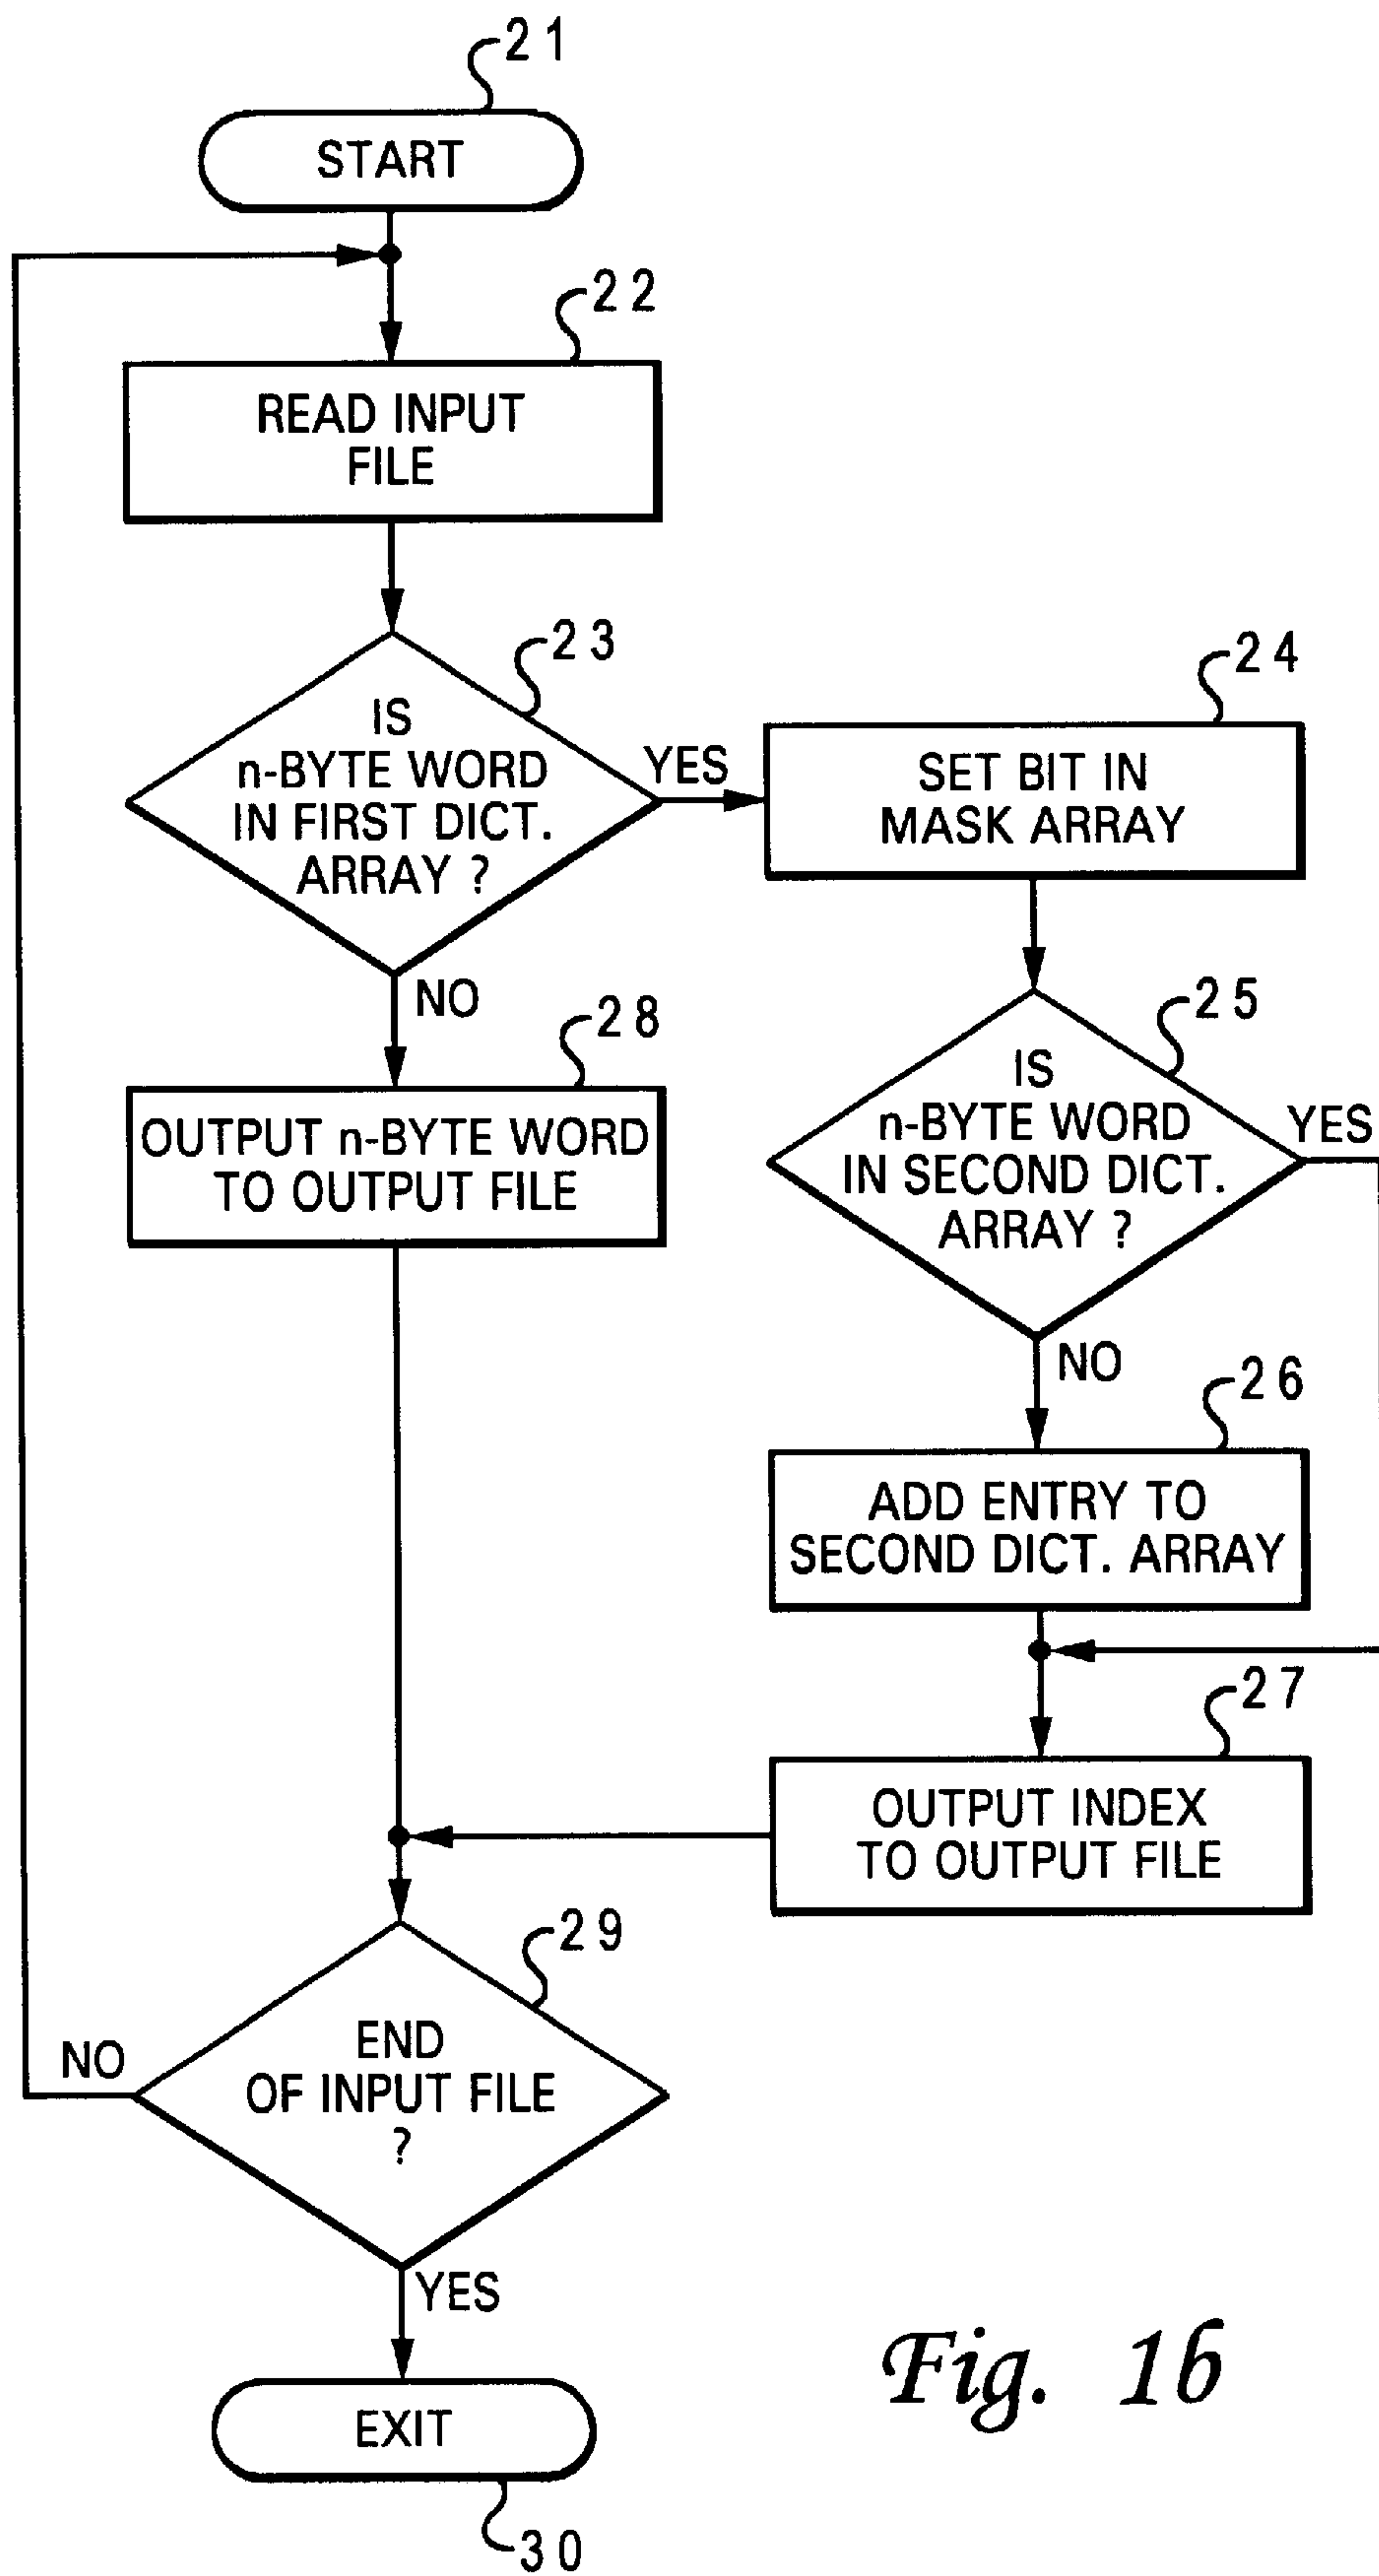 21
START
22
READ INPUT
FILE
23
IS
n-BYTE WORD
IN FIRST DICT.
ARRAY ?
YES
NO
24
SET BIT IN
MASK ARRAY
25
IS
n-BYTE WORD
IN SECOND DICT.
ARRAY ?
YES
NO
28
OUTPUT n-BYTE WORD
TO OUTPUT FILE
26
ADD ENTRY TO
SECOND DICT. ARRAY
27
OUTPUT INDEX
TO OUTPUT FILE
29
END
OF INPUT FILE
?
NO
YES
EXIT
30
Fig. 1b